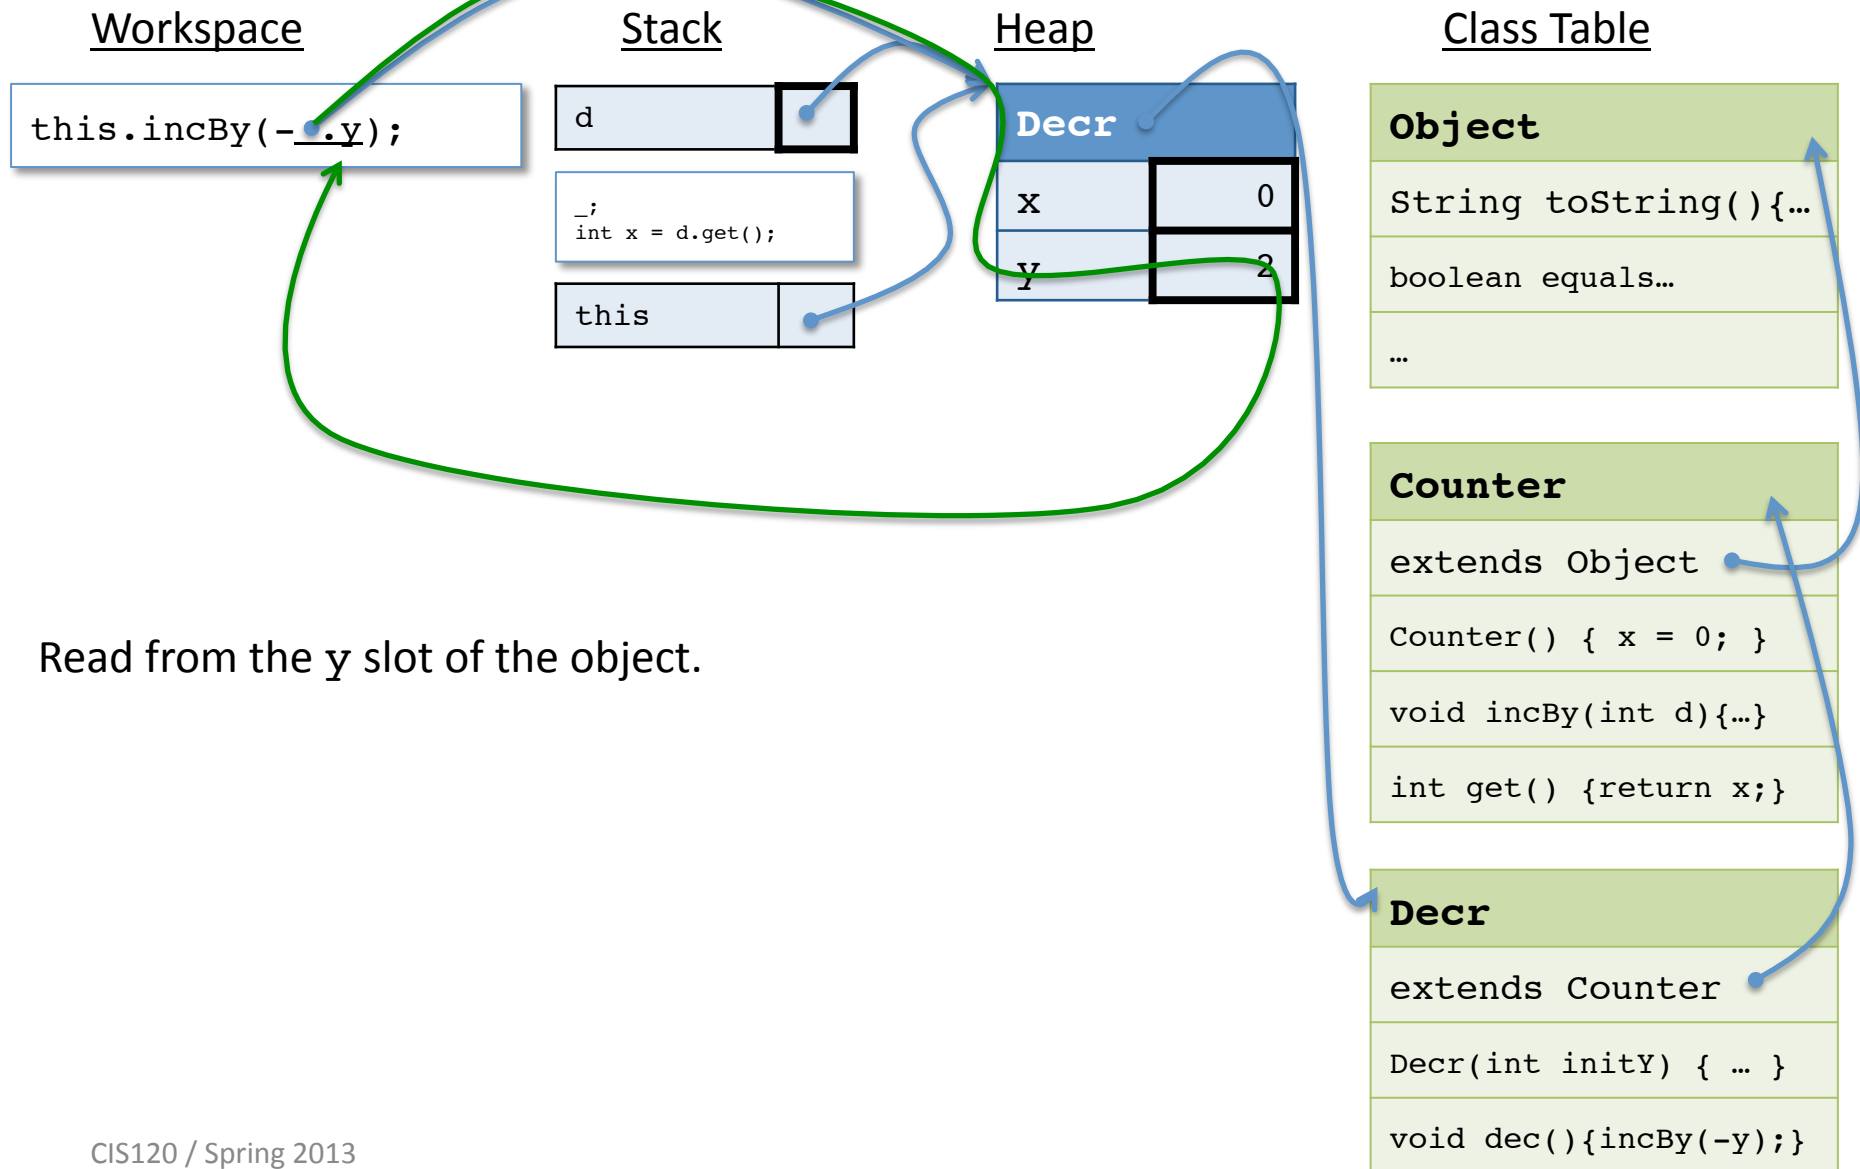 Workspace
Stack
Heap
Class Table
this.incBy(- .y);
d
_;
int x = d.get();
this
Decr
x 0
y 2
Object
String toString(){…
boolean equals…
…
Counter
extends Object
Counter() { x = 0; }
void incBy(int d){…}
int get() {return x;}
Decr
extends Counter
Decr(int initY) { … }
void dec(){incBy(-y);}
Read from the y slot of the object.
CIS120 / Spring 2013